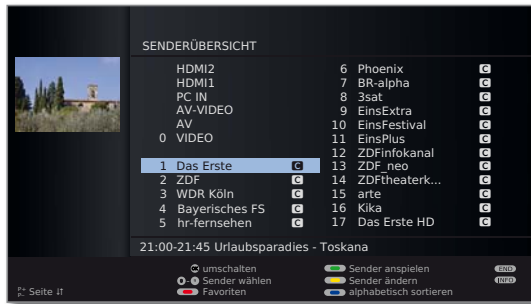 SENDERÜBERSICHT
HDMI2
HDMI1
PC IN
AV-VIDEO
AV
0 VIDEO
1 Das Erste C
2 ZDF C
3 WDR Köln C
4 Bayerisches FS C
5 hr-fernsehen C
6 Phoenix C
7 BR-alpha C
8 3sat C
9 EinsExtra C
10 EinsFestival C
11 EinsPlus C
12 ZDFinfokanal C
13 ZDF_neo C
14 ZDFtheaterk... C
15 arte C
16 Kika C
17 Das Erste HD C
21:00-21:45 Urlaubsparadies - Toskana
OK umschalten Sender anspielen END
0-9 Sender wählen Sender ändern INFO
P+ P- Seite ↓↑ Favoriten alphabetisch sortieren